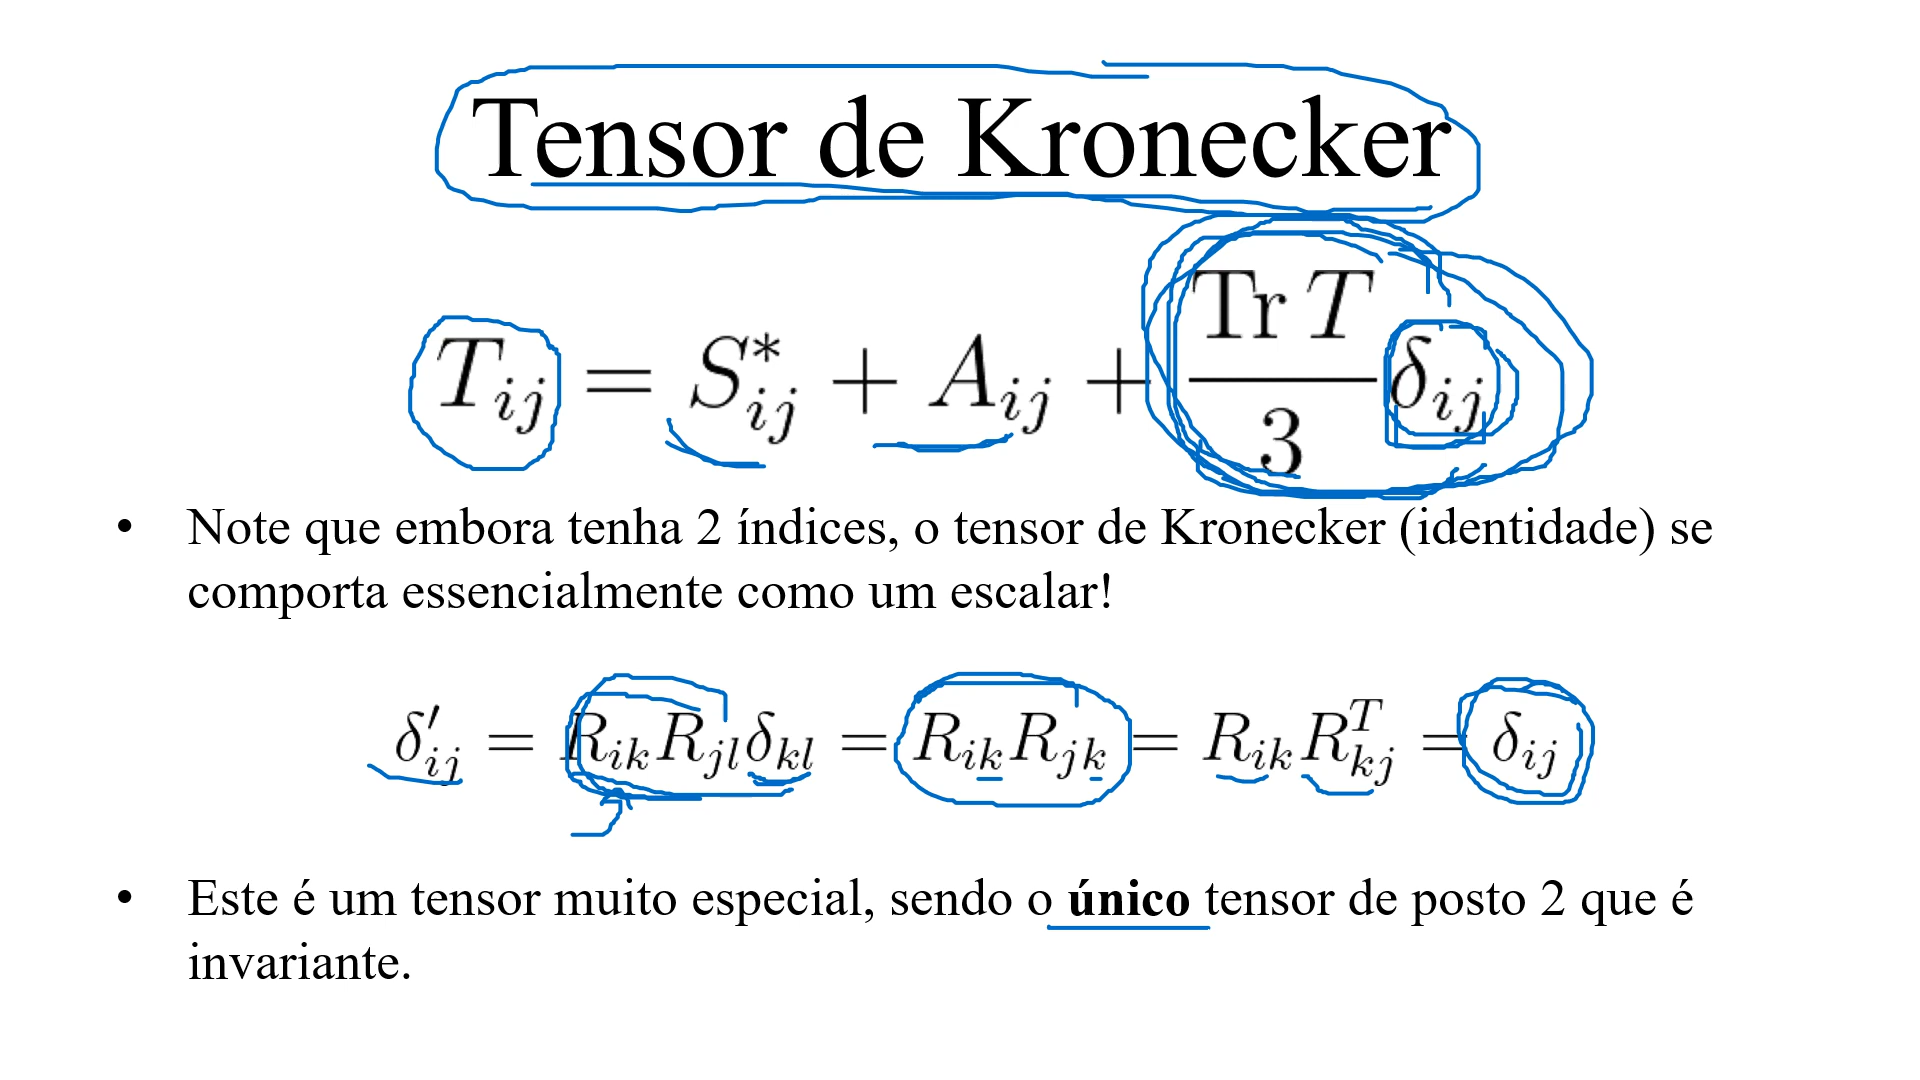 Tensor de Kronecker
T_{ij} = S^*_{ij} + A_{ij} + \frac{Tr T}{3} δ_{ij}
• Note que embora tenha 2 índices, o tensor de Kronecker (identidade) se
comporta essencialmente como um escalar!
δ'_{ij} = R_{ik}R_{jl}δ_{kl} = R_{ik}R_{jk} = R_{ik}R^T_{kj} = δ_{ij}
• Este é um tensor muito especial, sendo o único tensor de posto 2 que é
invariante.